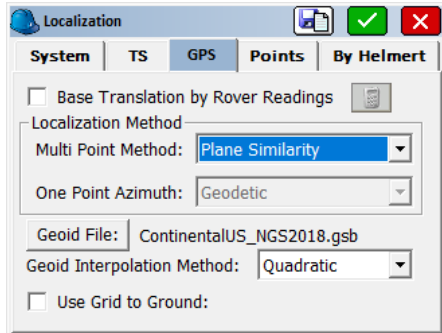 Localization
System TS GPS Points By Helmert
Base Translation by Rover Readings
Localization Method
Multi Point Method: Plane Similarity
One Point Azimuth: Geodetic
Geoid File: ContinentalUS_NGS2018.gsb
Geoid Interpolation Method: Quadratic
Use Grid to Ground: